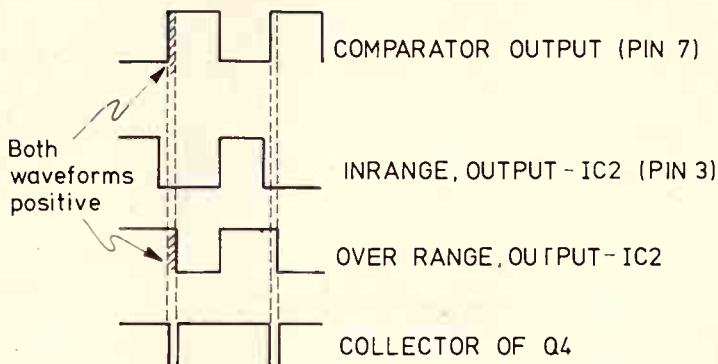 COMPARATOR OUTPUT (PIN 7)
Both
waveforms
positive
INRANGE, OUTPUT-IC2 (PIN 3)
OVER RANGE, OUTPUT-IC2
COLLECTOR OF Q4